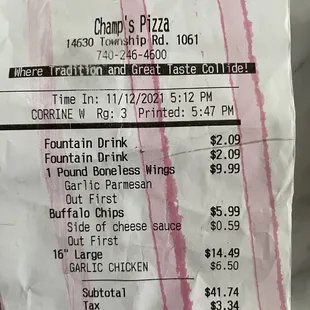 Champ's Pizza
14630 Township Rd. 1061
740-246-4600
Where Tradition and Great Taste Collide!
Time In: 11/12/2021 5:12 PM
CORRINE W Rg: 3 Printed: 5:47 PM
Fountain Drink $2.09
Fountain Drink $2.09
1 Pound Boneless Wings $9.99
Garlic Parmesan
Out First
Buffalo Chips $5.99
Side of cheese sauce $0.59
Out First
16" Large $14.49
GARLIC CHICKEN $6.50
Subtotal $41.74
Tax $3.34